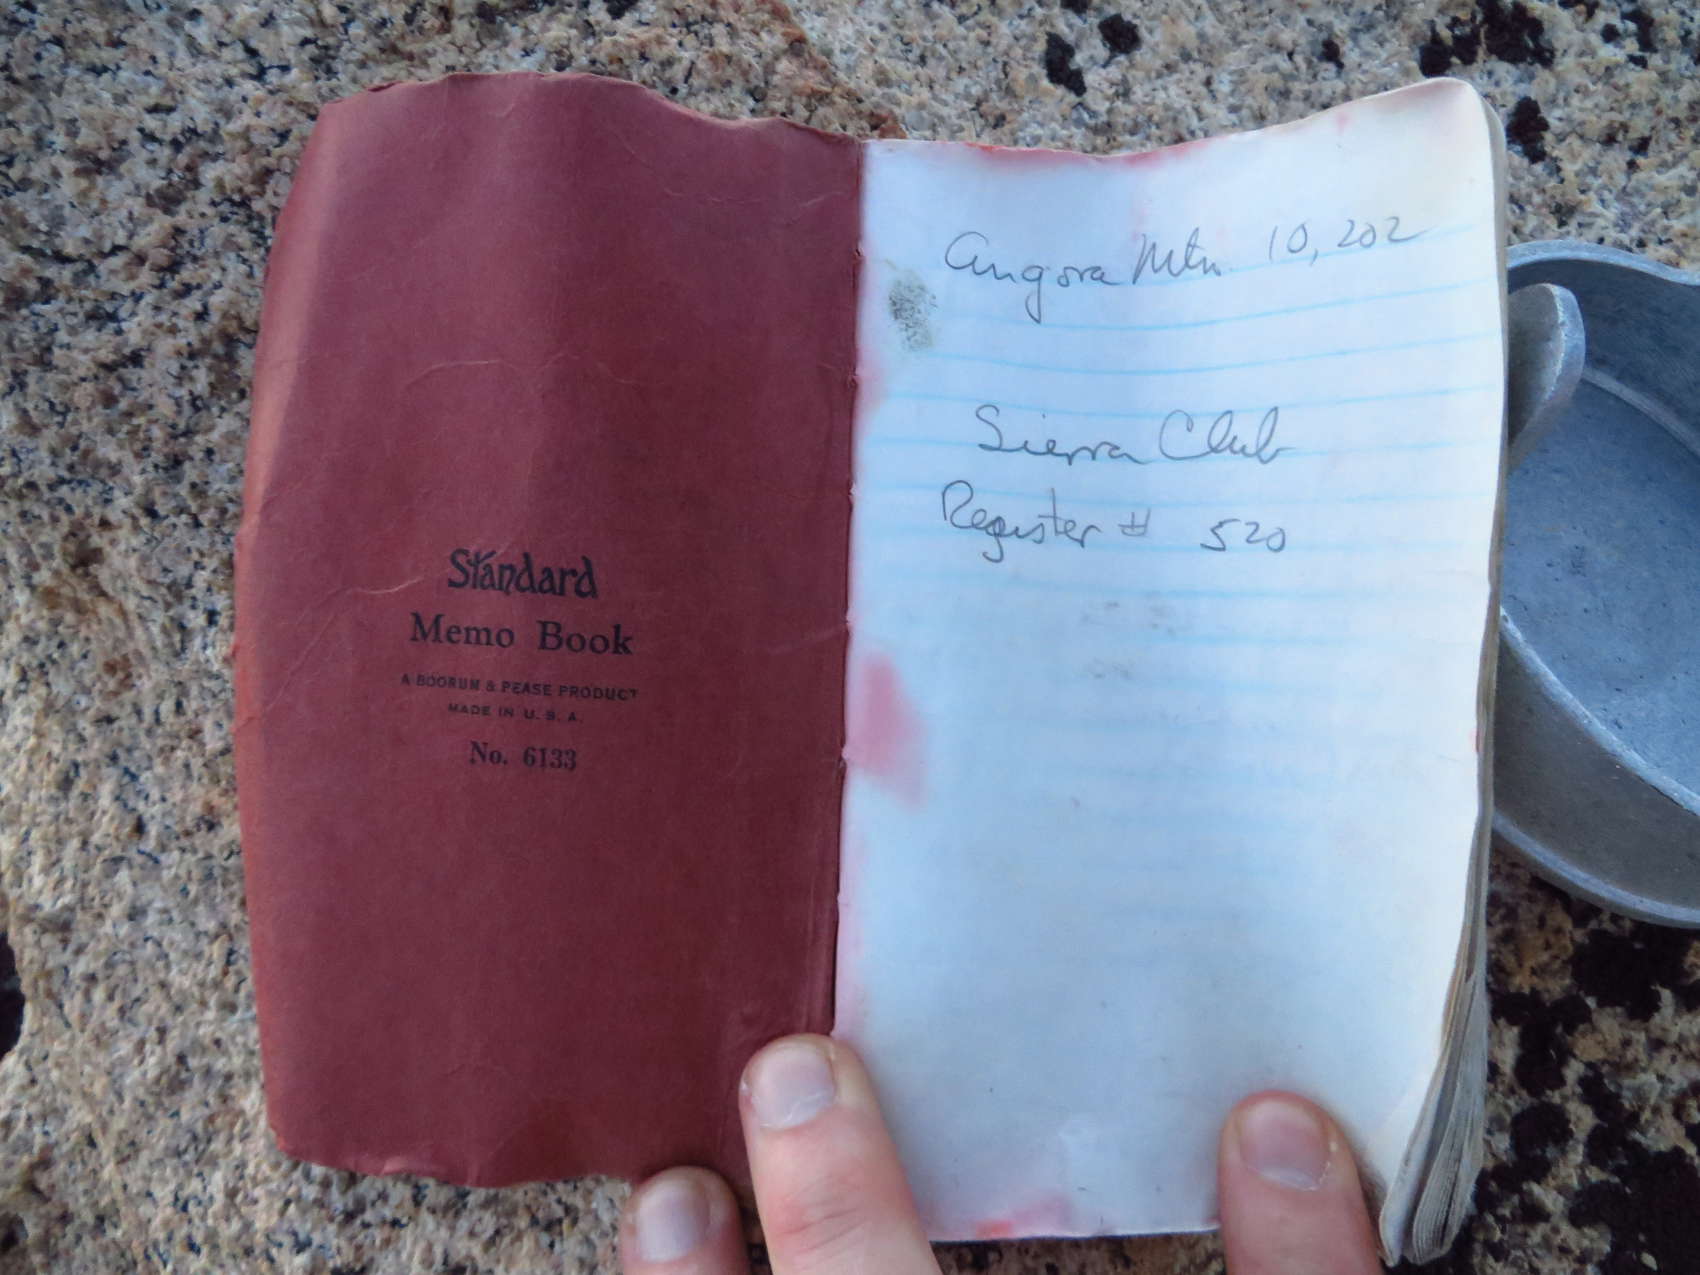 Standard
Memo Book
A BOORUM & PEASE PRODUCT
MADE IN U. S. A.
No. 6133
Angora Mtn. 10,202
Sierra Club
Register # 520